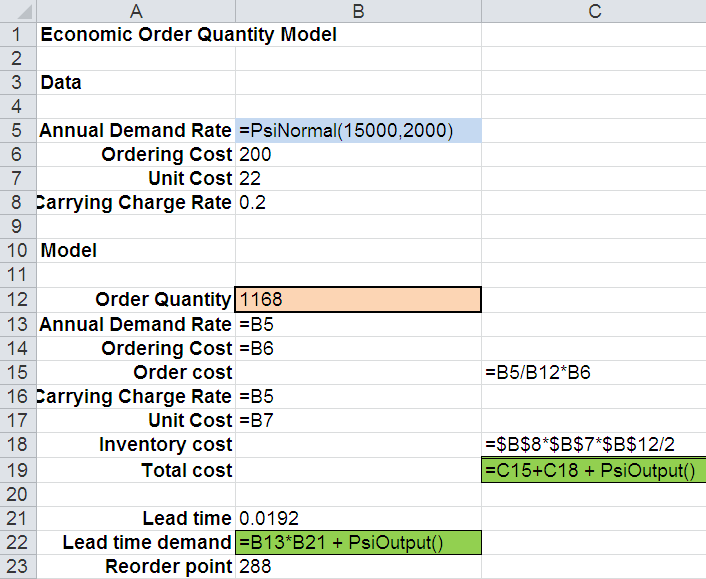 A B C
1 Economic Order Quantity Model
2
3 Data
4
5 Annual Demand Rate =PsiNormal(15000,2000)
6 Ordering Cost 200
7 Unit Cost 22
8 Carrying Charge Rate 0.2
9
10 Model
11
12 Order Quantity 1168
13 Annual Demand Rate =B5
14 Ordering Cost =B6
15 Order cost =B5/B12*B6
16 Carrying Charge Rate =B5
17 Unit Cost =B7
18 Inventory cost =$B$8*$B$7*$B$12/2
19 Total cost =C15+C18 + PsiOutput()
20
21 Lead time 0.0192
22 Lead time demand =B13*B21 + PsiOutput()
23 Reorder point 288